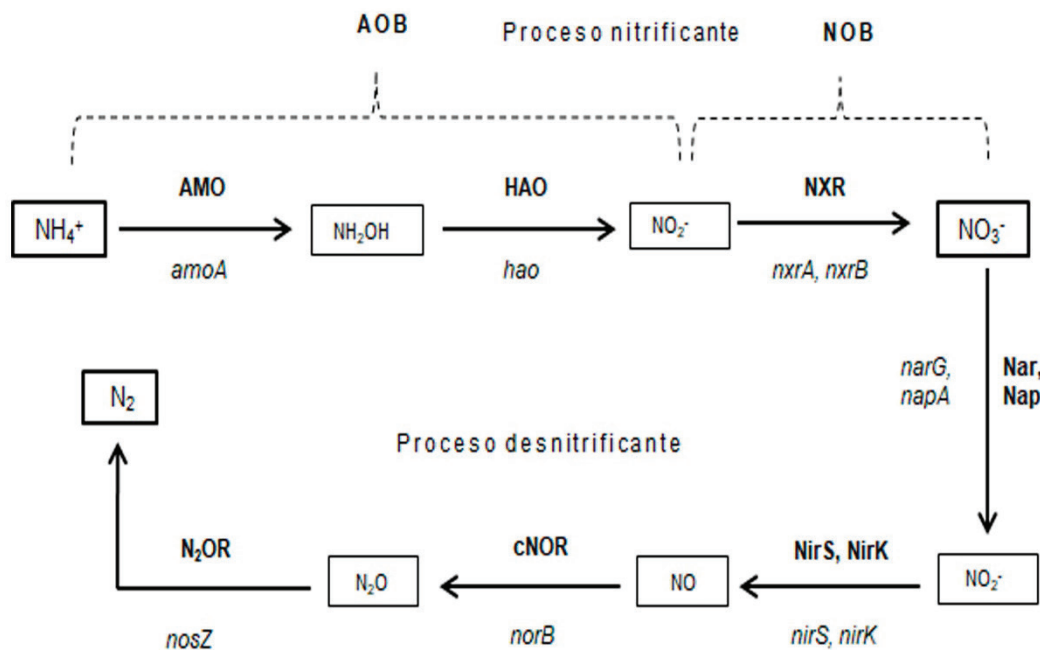 AOB Proceso nitrificante NOB
AMO HAO NXR
NH₄⁺ NH₂OH NO₂⁻ NO₃⁻
amoA hao nxrA, nxrB
narG, Nar,
napA Nap
N₂
Proceso desnitrificante
N₂OR cNOR NirS, NirK
N₂O NO NO₂⁻
nosZ norB nirS, nirK